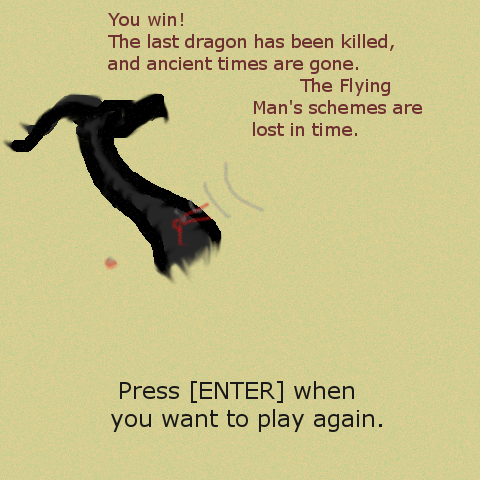 You win!
The last dragon has been killed,
and ancient times are gone.
The Flying
Man's schemes are
lost in time.
Press [ENTER] when
you want to play again.